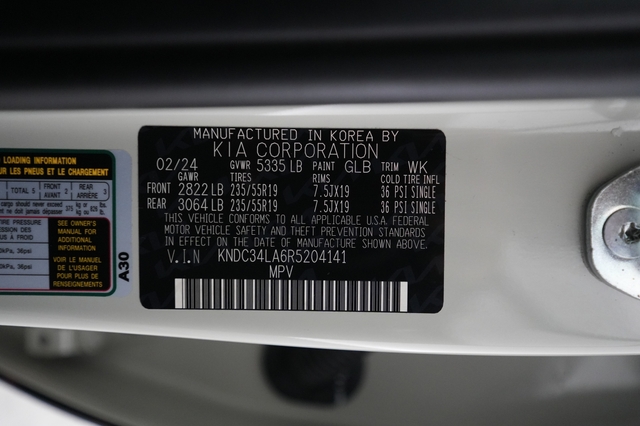 MANUFACTURED IN KOREA BY
KIA CORPORATION
02/24 GVWR 5335 LB PAINT GLB TRIM WK
GAWR TIRES RIMS COLD TIRE INFL
FRONT 2822 LB 235/55R19 7.5JX19 36 PSI SINGLE
REAR 3064 LB 235/55R19 7.5JX19 36 PSI SINGLE
THIS VEHICLE CONFORMS TO ALL APPLICABLE U.S.A. FEDERAL
MOTOR VEHICLE SAFETY AND THEFT PREVENTION STANDARDS
IN EFFECT ON THE DATE OF MANUFACTURE SHOWN ABOVE.
V.I.N KNDC34LA6R5204141
MPV
LOADING INFORMATION
LES PNEUS ET LE CHARGEMENT
TOTAL 5 FRONT 2 REAR 3
SEE OWNER'S
MANUAL FOR
ADDITIONAL
INFORMATION
VOIR LE MANUEL
DE L'USAGER
POUR PLUS DE
RENSEIGNEMENTS
A30